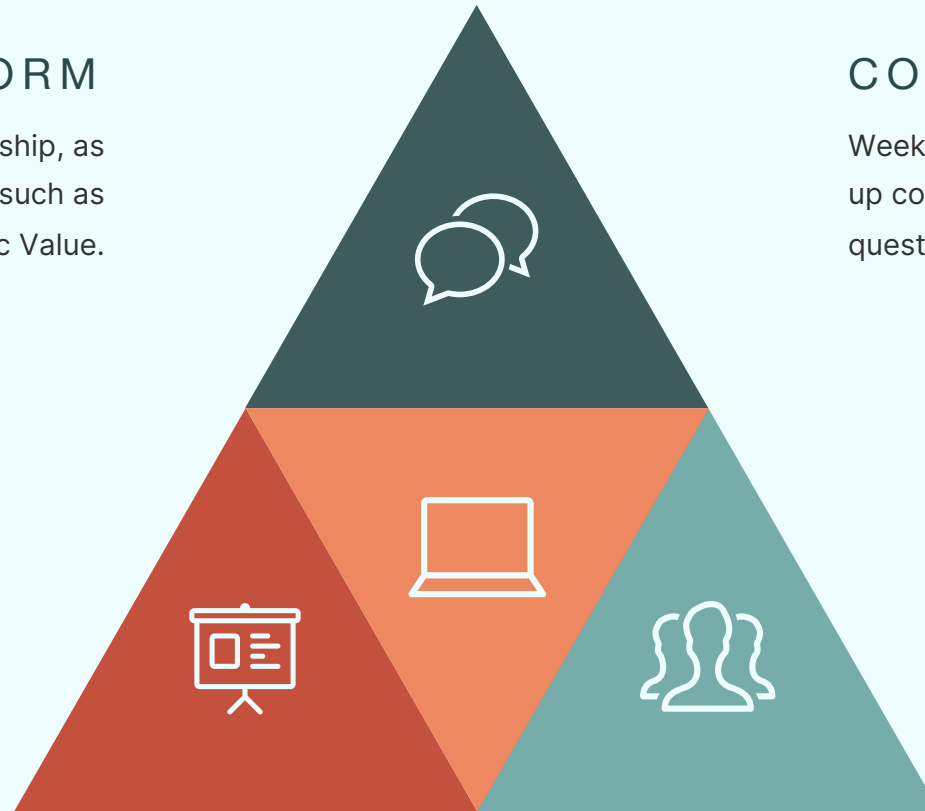 ORM
ship, as
such as
c Value.
CO
Week
up co
quest